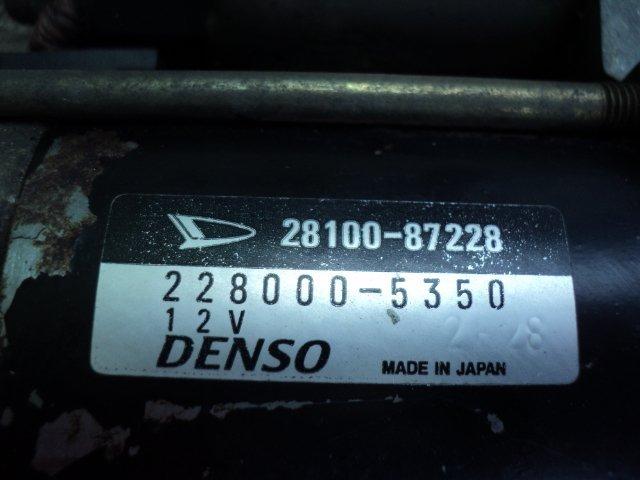 28100-87228
228000-5350
12V
DENSO MADE IN JAPAN